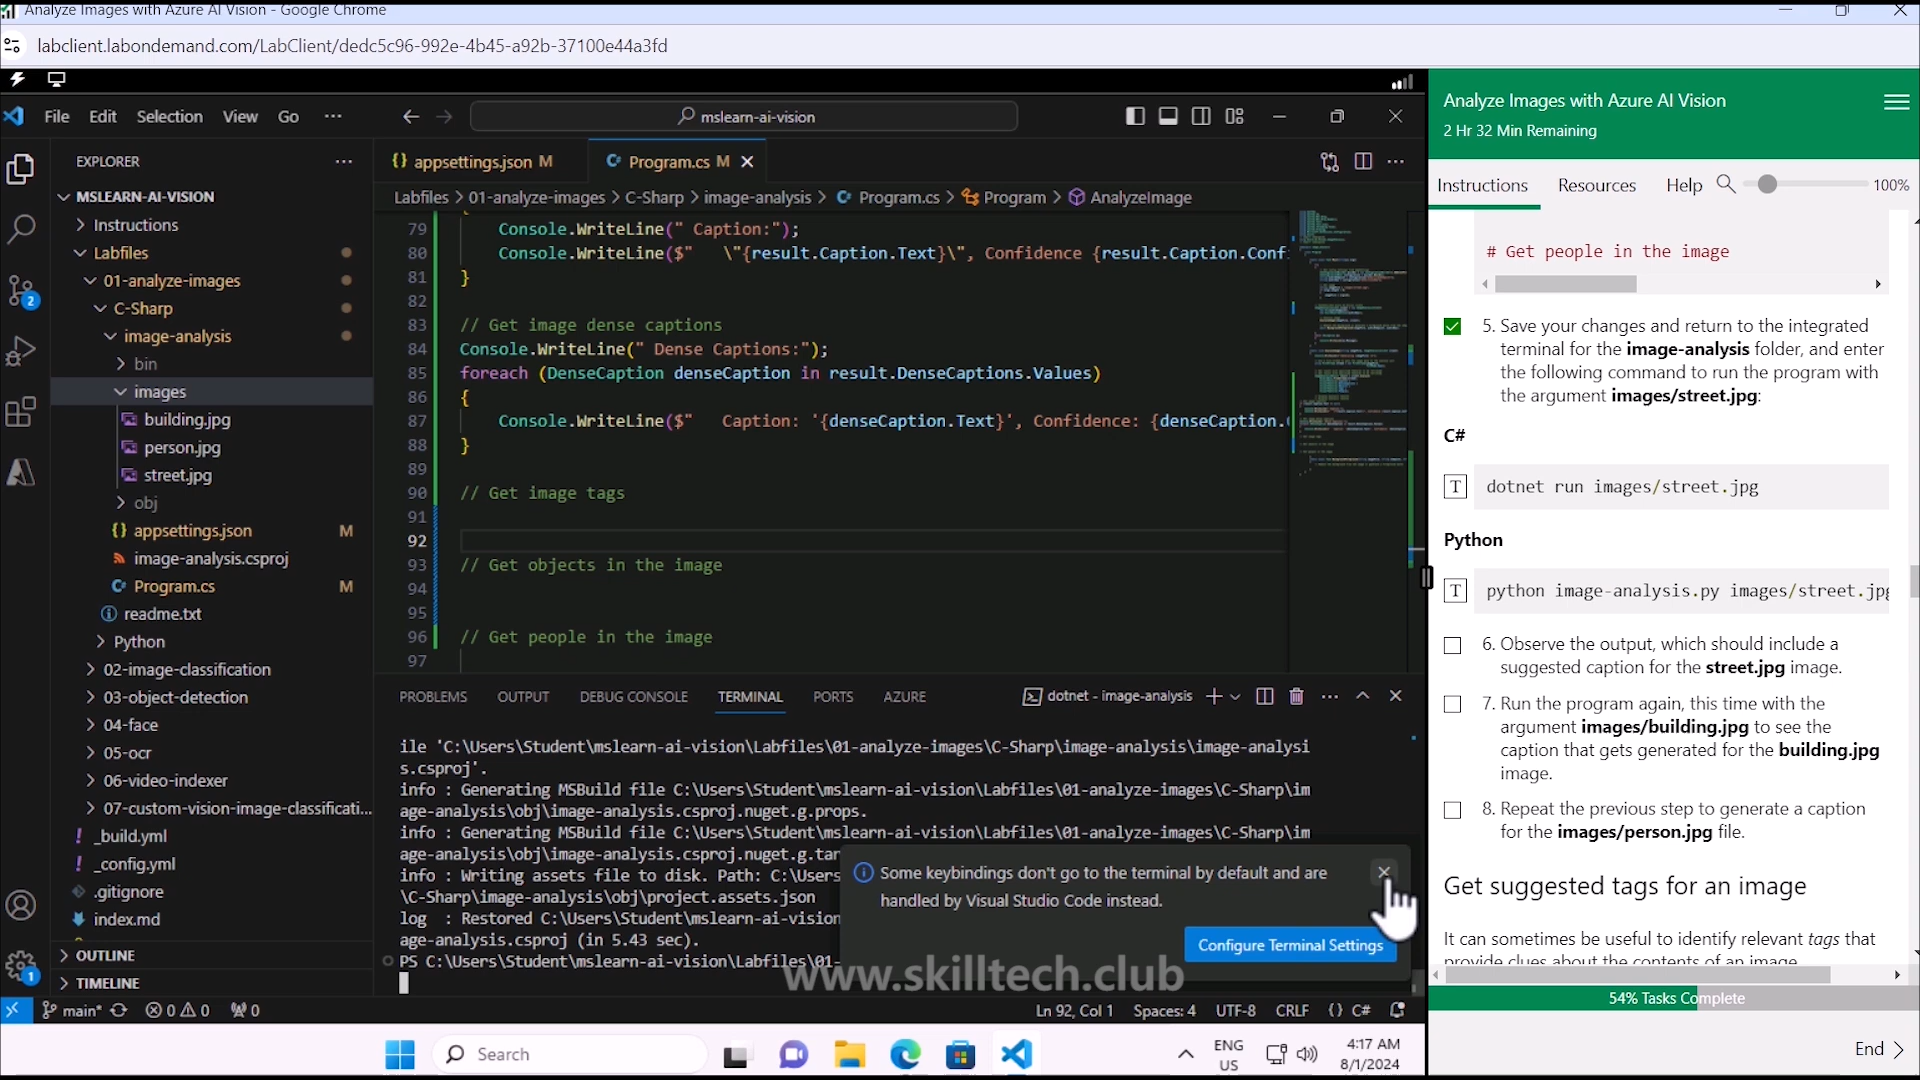 Analyze Images with Azure AI Vision - Google Chrome
labclient.labondemand.com/LabClient/dedc5c96-992e-4b45-a92b-37100e44a3fd
File Edit Selection View Go ···
mslearn-ai-vision
EXPLORER
MSLEARN-AI-VISION
Instructions
Labfiles
01-analyze-images
C-Sharp
image-analysis
bin
images
building.jpg
person.jpg
street.jpg
obj
appsettings.json M
image-analysis.csproj
Program.cs M
readme.txt
Python
02-image-classification
03-object-detection
04-face
05-ocr
06-video-indexer
07-custom-vision-image-classificati...
_build.yml
_config.yml
.gitignore
index.md
OUTLINE
TIMELINE
appsettings.json M
Program.cs M
Labfiles > 01-analyze-images > C-Sharp > image-analysis > Program.cs > Program > AnalyzeImage
79 Console.WriteLine(" Caption:");
80 Console.WriteLine($"   \"{result.Caption.Text}\", Confidence {result.Caption.Conf
81 }
82
83 // Get image dense captions
84 Console.WriteLine(" Dense Captions:");
85 foreach (DenseCaption denseCaption in result.DenseCaptions.Values)
86 {
87 Console.WriteLine($"   Caption: '{denseCaption.Text}', Confidence: {denseCaption.
88 }
89
90 // Get image tags
91
92
93 // Get objects in the image
94
95
96 // Get people in the image
97
PROBLEMS OUTPUT DEBUG CONSOLE TERMINAL PORTS AZURE
dotnet - image-analysis
ile 'C:\Users\Student\mslearn-ai-vision\Labfiles\01-analyze-images\C-Sharp\image-analysis\image-analysi
s.csproj'.
info : Generating MSBuild file C:\Users\Student\mslearn-ai-vision\Labfiles\01-analyze-images\C-Sharp\im
age-analysis\obj\image-analysis.csproj.nuget.g.props.
info : Generating MSBuild file C:\Users\Student\mslearn-ai-vision\Labfiles\01-analyze-images\C-Sharp\im
age-analysis\obj\image-analysis.csproj.nuget.g.tar
info : Writing assets file to disk. Path: C:\Users
\C-Sharp\image-analysis\obj\project.assets.json
log  : Restored C:\Users\Student\mslearn-ai-vision
age-analysis.csproj (in 5.43 sec).
PS C:\Users\Student\mslearn-ai-vision\Labfiles\01-
Some keybindings don't go to the terminal by default and are
handled by Visual Studio Code instead.
Configure Terminal Settings
www.skilltech.club
main* 0 0 0
Ln 92, Col 1 Spaces: 4 UTF-8 CRLF {} C#
2
1
Search
ENG
US
4:17 AM
8/1/2024
Analyze Images with Azure AI Vision
2 Hr 32 Min Remaining
Instructions Resources Help 100%
# Get people in the image
5. Save your changes and return to the integrated
terminal for the image-analysis folder, and enter
the following command to run the program with
the argument images/street.jpg:
C#
T dotnet run images/street.jpg
Python
T python image-analysis.py images/street.jpg
6. Observe the output, which should include a
suggested caption for the street.jpg image.
7. Run the program again, this time with the
argument images/building.jpg to see the
caption that gets generated for the building.jpg
image.
8. Repeat the previous step to generate a caption
for the images/person.jpg file.
Get suggested tags for an image
It can sometimes be useful to identify relevant tags that
provide clues about the contents of an image.
54% Tasks Complete
End